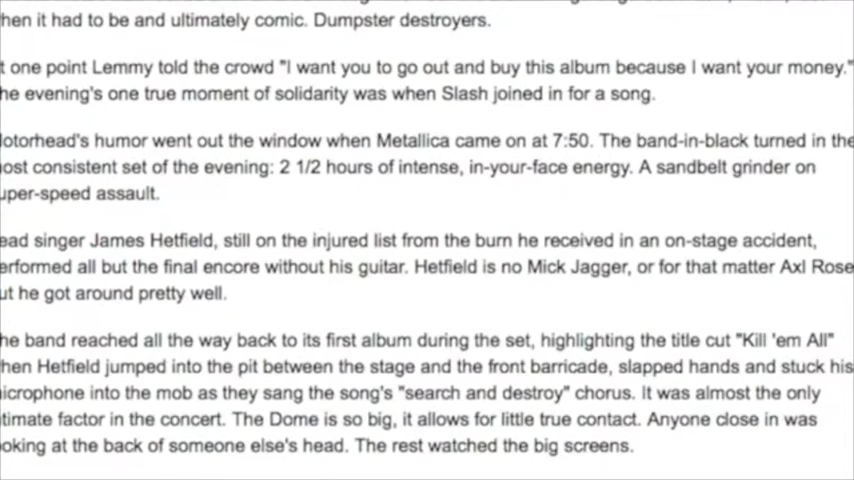 hen it had to be and ultimately comic. Dumpster destroyers.
t one point Lemmy told the crowd "I want you to go out and buy this album because I want your money."
he evening's one true moment of solidarity was when Slash joined in for a song.
otorhead's humor went out the window when Metallica came on at 7:50. The band-in-black turned in the
ost consistent set of the evening: 2 1/2 hours of intense, in-your-face energy. A sandbelt grinder on
uper-speed assault.
ead singer James Hetfield, still on the injured list from the burn he received in an on-stage accident,
erformed all but the final encore without his guitar. Hetfield is no Mick Jagger, or for that matter Axl Rose
ut he got around pretty well.
he band reached all the way back to its first album during the set, highlighting the title cut "Kill 'em All"
hen Hetfield jumped into the pit between the stage and the front barricade, slapped hands and stuck his
icrophone into the mob as they sang the song's "search and destroy" chorus. It was almost the only
timate factor in the concert. The Dome is so big, it allows for little true contact. Anyone close in was
oking at the back of someone else's head. The rest watched the big screens.